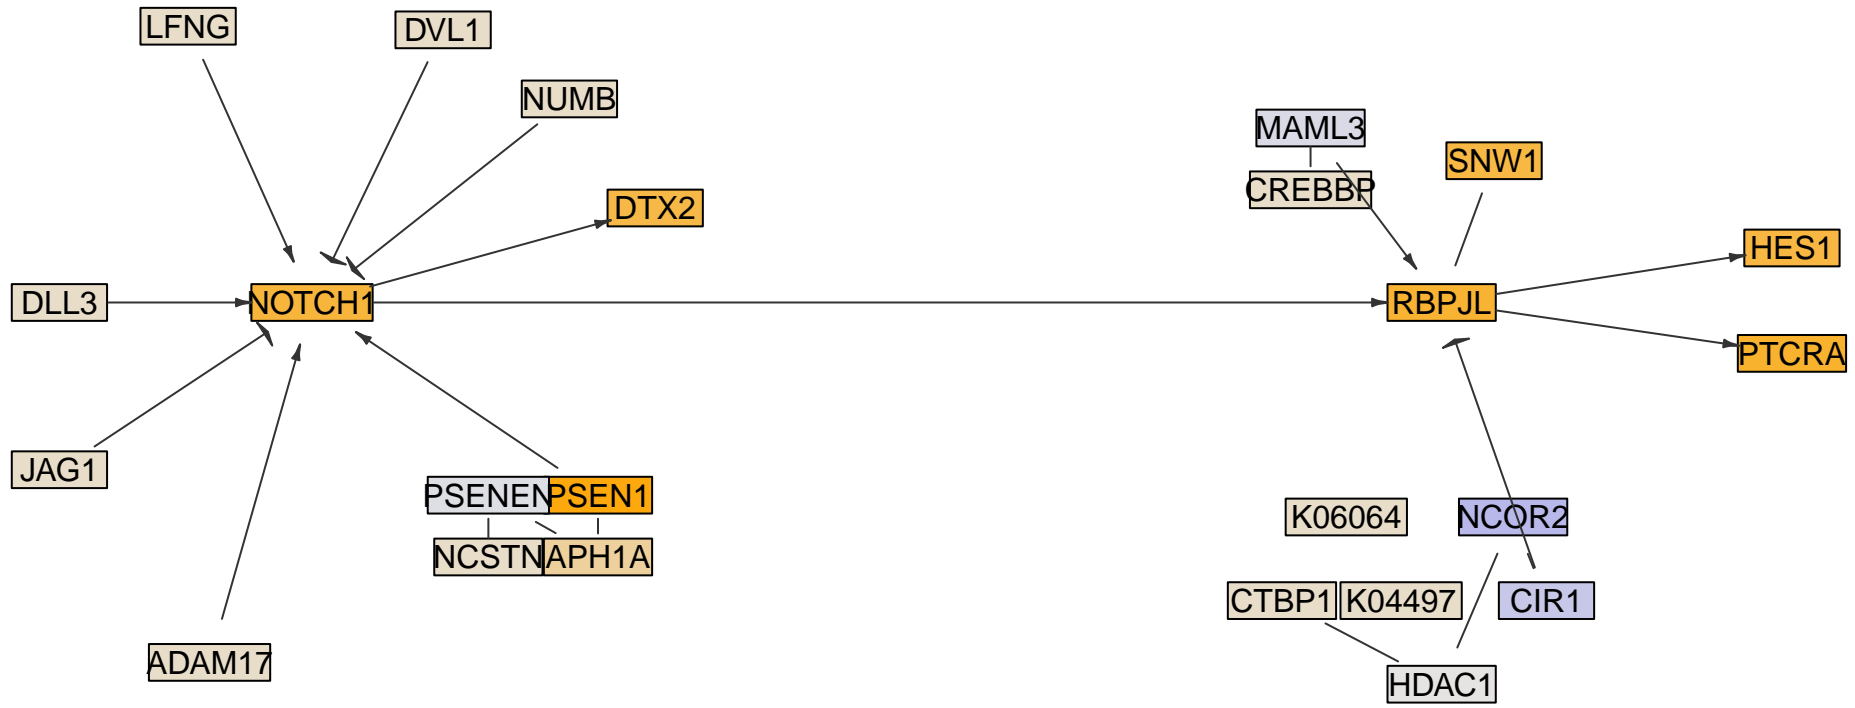 LFNG
DVL1
NUMB
MAML3
SNW1
CREBBP
DTX2
HES1
DLL3
NOTCH1
RBPJL
PTCRA
JAG1
PSENEN
PSEN1
K06064
NCOR2
NCSTN
APH1A
CTBP1
K04497
CIR1
ADAM17
HDAC1